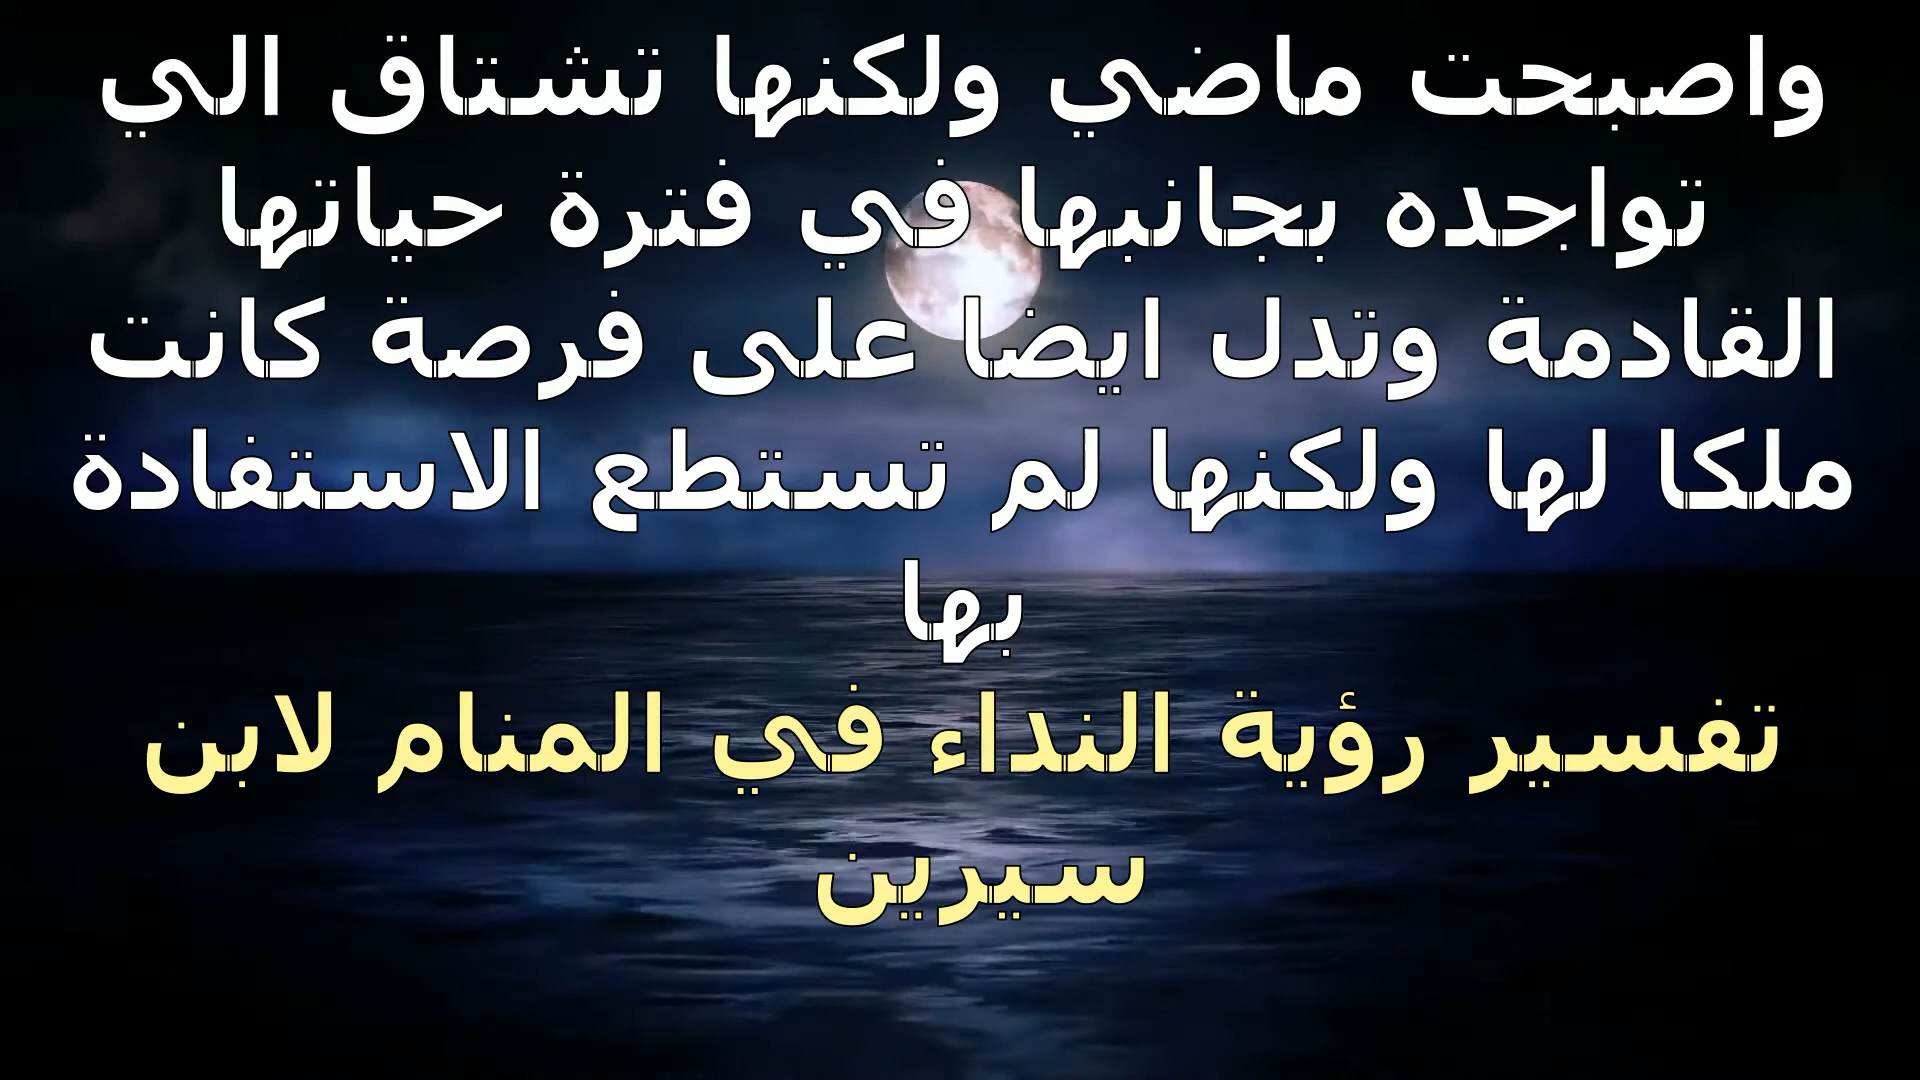 واصبحت ماضي ولكنها تشتاق الي
تواجده بجانبها في فترة حياتها
القادمة وتدل ايضا على فرصة كانت
ملكا لها ولكنها لم تستطع الاستفادة
بها
تفسير رؤية النداء في المنام لابن
سيرين